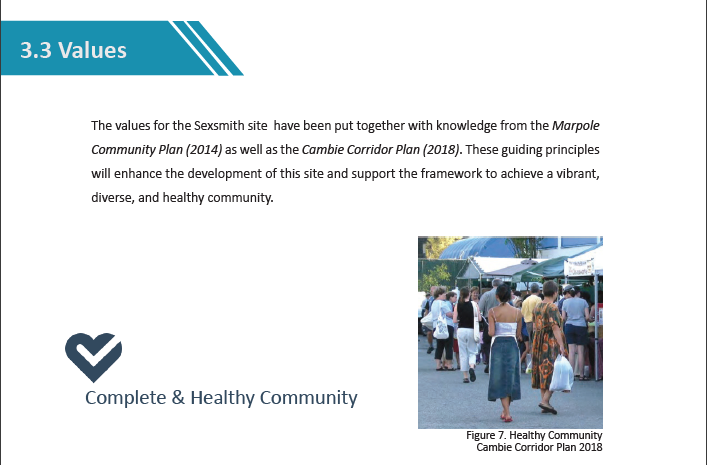 3.3 Values
The values for the Sexsmith site have been put together with knowledge from the Marpole
Community Plan (2014) as well as the Cambie Corridor Plan (2018). These guiding principles
will enhance the development of this site and support the framework to achieve a vibrant,
diverse, and healthy community.
Complete & Healthy Community
Figure 7. Healthy Community
Cambie Corridor Plan 2018